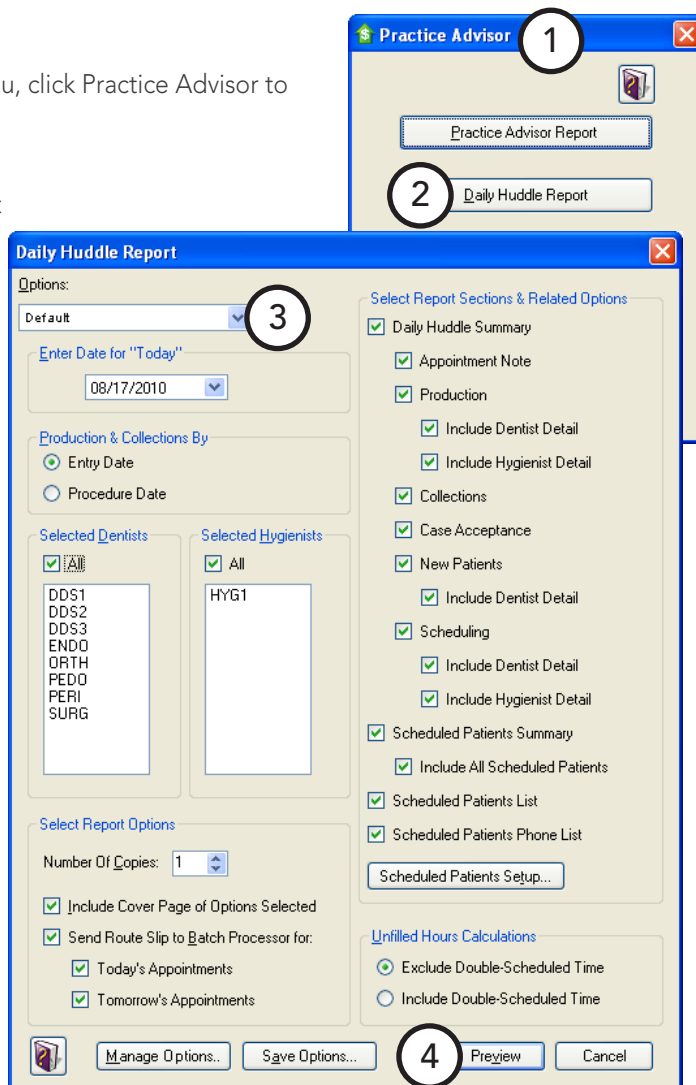 Practice Advisor
1
u, click Practice Advisor to
Practice Advisor Report
2
Daily Huddle Report
Daily Huddle Report
Options:
Default
3
Enter Date for "Today"
08/17/2010
Production & Collections By
Entry Date
Procedure Date
Selected Dentists
All
DDS1
DDS2
DDS3
ENDO
ORTH
PEDO
PERI
SURG
Selected Hygienists
All
HYG1
Select Report Options
Number Of Copies: 1
Include Cover Page of Options Selected
Send Route Slip to Batch Processor for:
Today's Appointments
Tomorrow's Appointments
Select Report Sections & Related Options
Daily Huddle Summary
Appointment Note
Production
Include Dentist Detail
Include Hygienist Detail
Collections
Case Acceptance
New Patients
Include Dentist Detail
Scheduling
Include Dentist Detail
Include Hygienist Detail
Scheduled Patients Summary
Include All Scheduled Patients
Scheduled Patients List
Scheduled Patients Phone List
Scheduled Patients Setup...
Unfilled Hours Calculations
Exclude Double-Scheduled Time
Include Double-Scheduled Time
Manage Options..
Save Options...
4
Preview
Cancel